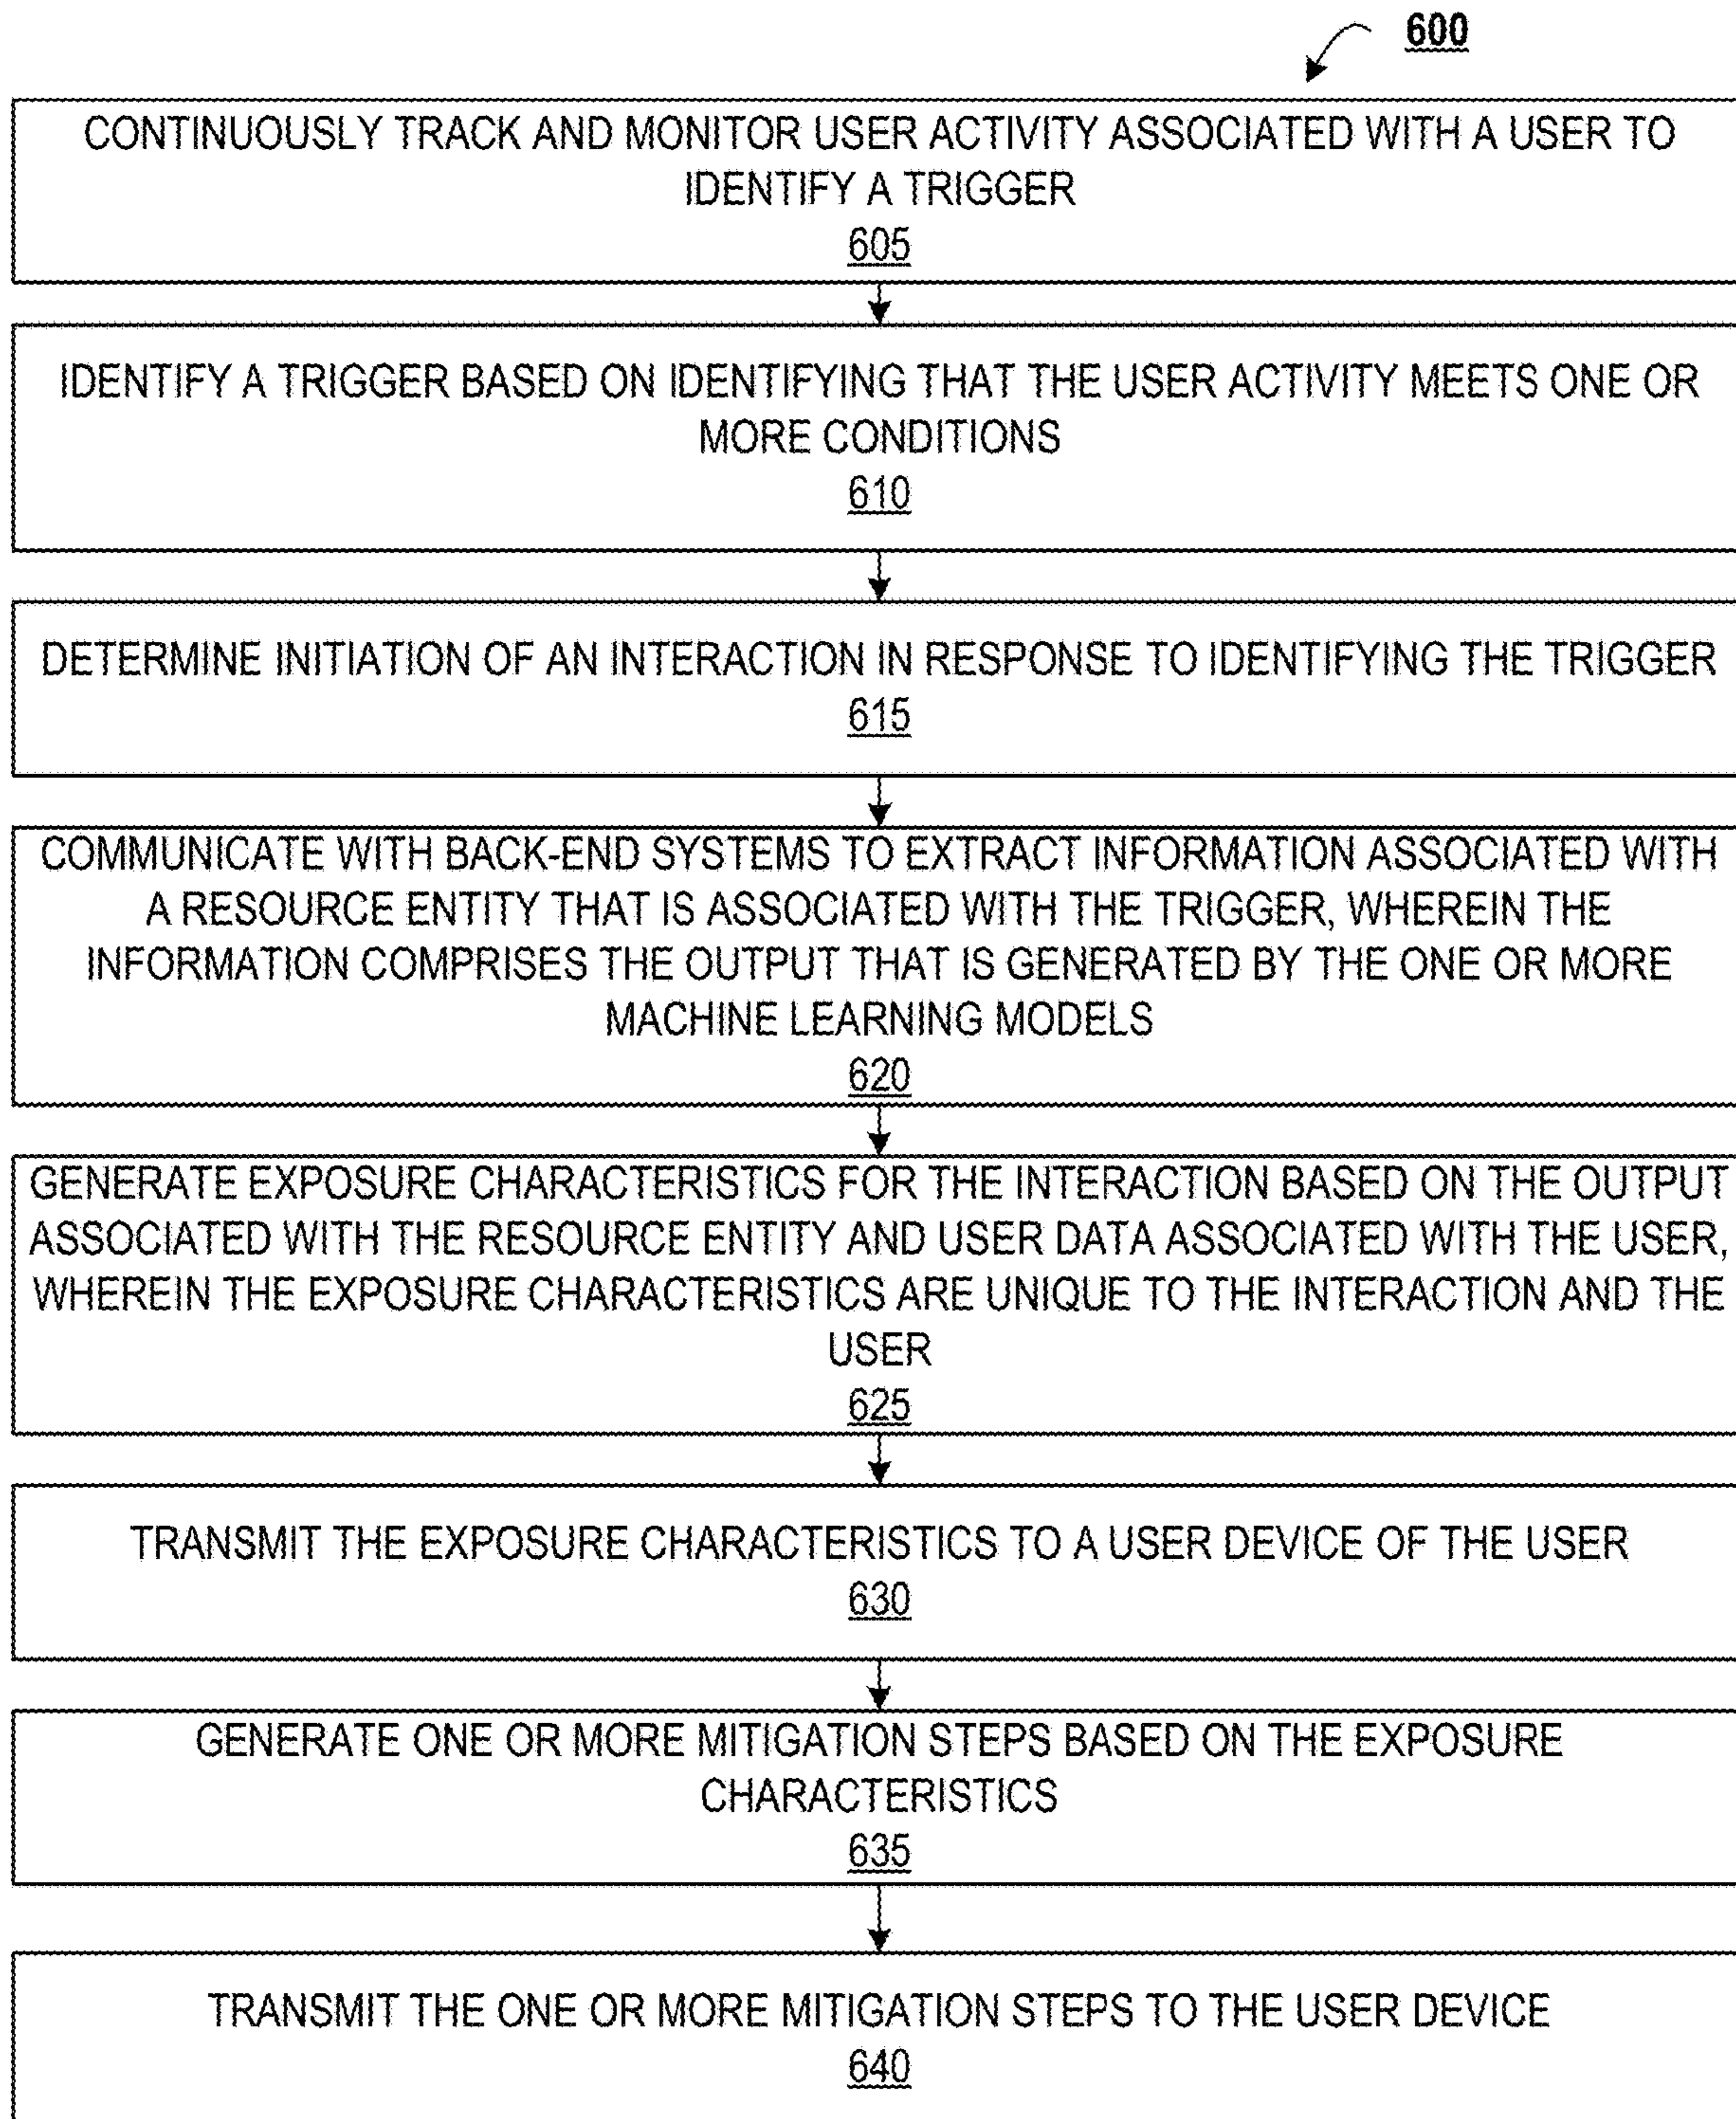 600
CONTINUOUSLY TRACK AND MONITOR USER ACTIVITY ASSOCIATED WITH A USER TO
IDENTIFY A TRIGGER
605
IDENTIFY A TRIGGER BASED ON IDENTIFYING THAT THE USER ACTIVITY MEETS ONE OR
MORE CONDITIONS
610
DETERMINE INITIATION OF AN INTERACTION IN RESPONSE TO IDENTIFYING THE TRIGGER
615
COMMUNICATE WITH BACK-END SYSTEMS TO EXTRACT INFORMATION ASSOCIATED WITH
A RESOURCE ENTITY THAT IS ASSOCIATED WITH THE TRIGGER, WHEREIN THE
INFORMATION COMPRISES THE OUTPUT THAT IS GENERATED BY THE ONE OR MORE
MACHINE LEARNING MODELS
620
GENERATE EXPOSURE CHARACTERISTICS FOR THE INTERACTION BASED ON THE OUTPUT
ASSOCIATED WITH THE RESOURCE ENTITY AND USER DATA ASSOCIATED WITH THE USER,
WHEREIN THE EXPOSURE CHARACTERISTICS ARE UNIQUE TO THE INTERACTION AND THE
USER
625
TRANSMIT THE EXPOSURE CHARACTERISTICS TO A USER DEVICE OF THE USER
630
GENERATE ONE OR MORE MITIGATION STEPS BASED ON THE EXPOSURE
CHARACTERISTICS
635
TRANSMIT THE ONE OR MORE MITIGATION STEPS TO THE USER DEVICE
640